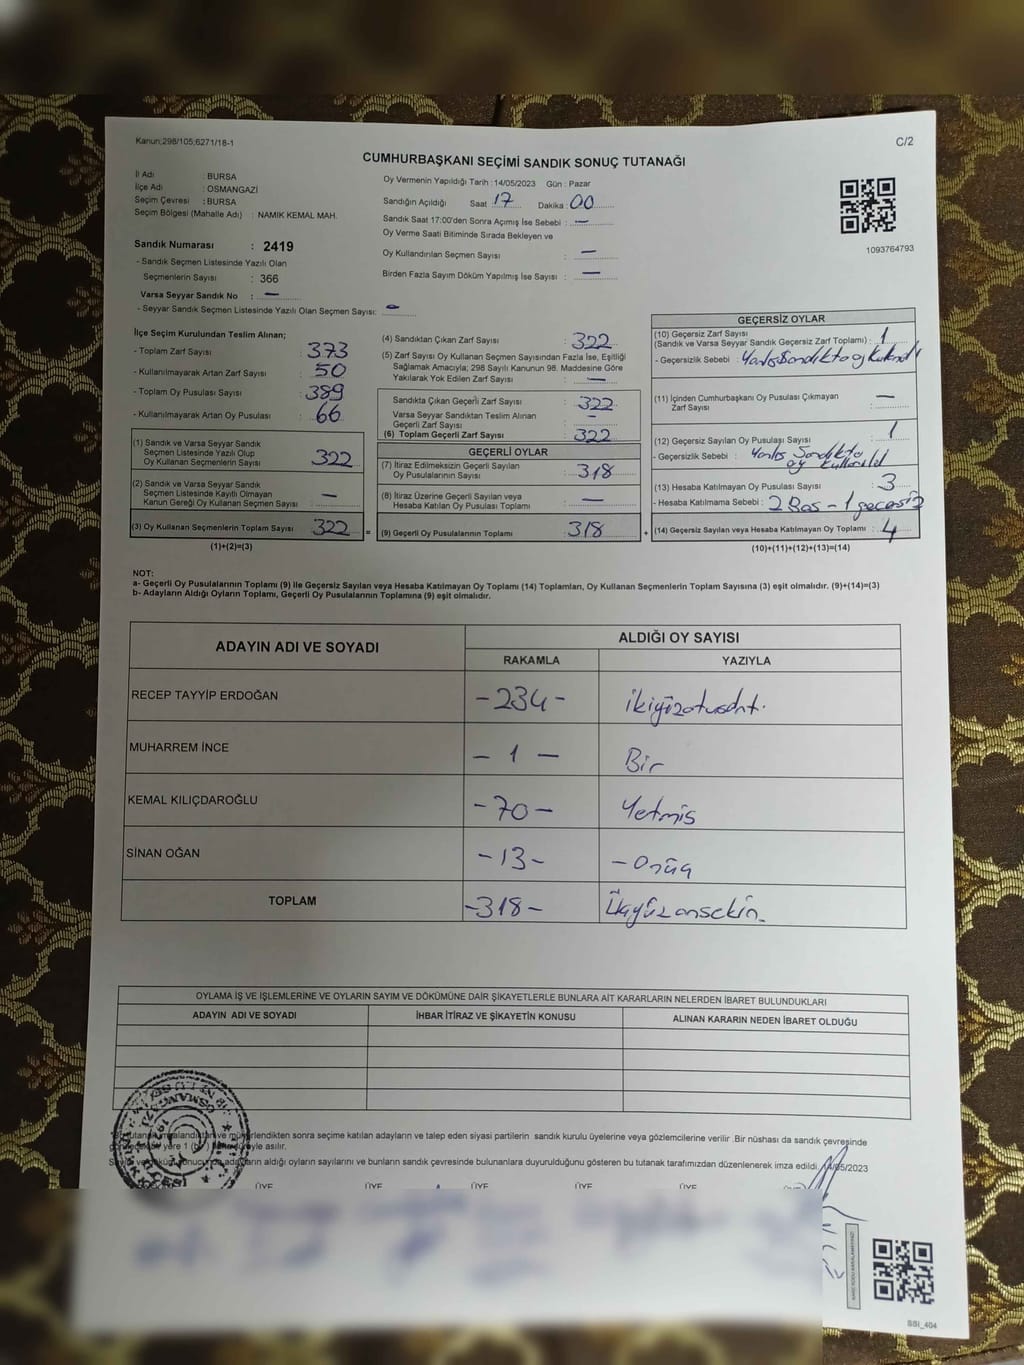 Kanun;298/105;6271/18-1
C/2
CUMHURBAŞKANI SEÇİMİ SANDIK SONUÇ TUTANAĞI
İl Adı : BURSA
İlçe Adı : OSMANGAZİ
Seçim Çevresi : BURSA
Seçim Bölgesi (Mahalle Adı) : NAMIK KEMAL MAH.
Sandık Numarası : 2419
- Sandık Seçmen Listesinde Yazılı Olan
Seçmenlerin Sayısı : 366
Varsa Seyyar Sandık No : —
- Seyyar Sandık Seçmen Listesinde Yazılı Olan Seçmen Sayısı: —
Oy Vermenin Yapıldığı Tarih :14/05/2023 Gün : Pazar
Sandığın Açıldığı Saat 17 Dakika : 00
Sandık Saat 17:00'den Sonra Açımış İse Sebebi : —
Oy Verme Saati Bitiminde Sırada Bekleyen ve
Oy Kullandırılan Seçmen Sayısı : —
Birden Fazla Sayım Döküm Yapılmış İse Sayısı : —
1093764793
İlçe Seçim Kurulundan Teslim Alınan;
- Toplam Zarf Sayısı : 373
- Kullanılmayarak Artan Zarf Sayısı : 50
- Toplam Oy Pusulası Sayısı : 389
- Kullanılmayarak Artan Oy Pusulası : 66
(1) Sandık ve Varsa Seyyar Sandık
Seçmen Listesinde Yazılı Olup
Oy Kullanan Seçmenlerin Sayısı 322
(2) Sandık ve Varsa Seyyar Sandık
Seçmen Listesinde Kayıtlı Olmayan
Kanun Gereği Oy Kullanan Seçmen Sayısı —
(3) Oy Kullanan Seçmenlerin Toplam Sayısı 322
(1)+(2)=(3)
(4) Sandıktan Çıkan Zarf Sayısı : 322
(5) Zarf Sayısı Oy Kullanan Seçmen Sayısından Fazla İse, Eşitliği
Sağlamak Amacıyla; 298 Sayılı Kanunun 98. Maddesine Göre
Yakılarak Yok Edilen Zarf Sayısı : —
Sandıkta Çıkan Geçerli Zarf Sayısı : 322
Varsa Seyyar Sandıktan Teslim Alınan
Geçerli Zarf Sayısı : —
(6) Toplam Geçerli Zarf Sayısı : 322
GEÇERLİ OYLAR
(7) İtiraz Edilmeksizin Geçerli Sayılan
Oy Pusulalarının Sayısı : 318
(8) İtiraz Üzerine Geçerli Sayılan veya
Hesaba Katılan Oy Pusulası Toplamı : —
= (9) Geçerli Oy Pusulalarının Toplamı : 318
GEÇERSİZ OYLAR
(10) Geçersiz Zarf Sayısı
(Sandık ve Varsa Seyyar Sandık Geçersiz Zarf Toplamı) : 1
- Geçersizlik Sebebi : Yanlış Sandıkta oy kullanıldı
(11) İçinden Cumhurbaşkanı Oy Pusulası Çıkmayan
Zarf Sayısı : —
(12) Geçersiz Sayılan Oy Pusulası Sayısı : 1
- Geçersizlik Sebebi : Yanlış Sandıkta
oy kullanıldı
(13) Hesaba Katılmayan Oy Pusulası Sayısı : 3
- Hesaba Katılmama Sebebi : 2 Boş - 1 geçersiz
+ (14) Geçersiz Sayılan veya Hesaba Katılmayan Oy Toplamı : 4
(10)+(11)+(12)+(13)=(14)
NOT:
a- Geçerli Oy Pusulalarının Toplamı (9) ile Geçersiz Sayılan veya Hesaba Katılmayan Oy Toplamı (14) Toplamları, Oy Kullanan Seçmenlerin Toplam Sayısına (3) eşit olmalıdır. (9)+(14)=(3)
b- Adayların Aldığı Oyların Toplamı, Geçerli Oy Pusulalarının Toplamına (9) eşit olmalıdır.
ADAYIN ADI VE SOYADI ALDIĞI OY SAYISI
RAKAMLA YAZIYLA
RECEP TAYYİP ERDOĞAN -234- ikiyüzotuzdört.
MUHARREM İNCE - 1 - Bir
KEMAL KILIÇDAROĞLU -70- Yetmiş
SİNAN OĞAN -13- -Onüç
TOPLAM -318- Üçyüzonsekiz.
OYLAMA İŞ VE İŞLEMLERİNE VE OYLARIN SAYIM VE DÖKÜMÜNE DAİR ŞİKAYETLERLE BUNLARA AİT KARARLARIN NELERDEN İBARET BULUNDUKLARI
ADAYIN ADI VE SOYADI İHBAR İTİRAZ VE ŞİKAYETİN KONUSU ALINAN KARARIN NEDEN İBARET OLDUĞU
sonra seçime katılan adayların ve talep eden siyasi partilerin sandık kurulu üyelerine veya gözlemcilerine verilir .Bir nüshası da sandık çevresinde
yere 1 asılır.
aldığı oyların sayılarını ve bunların sandık çevresinde bulunanlara duyurulduğunu gösteren bu tutanak tarafımızdan düzenlenerek imza edildi. 14/05/2023
ÜYE ÜYE ÜYE ÜYE ÜYE
SSI_404